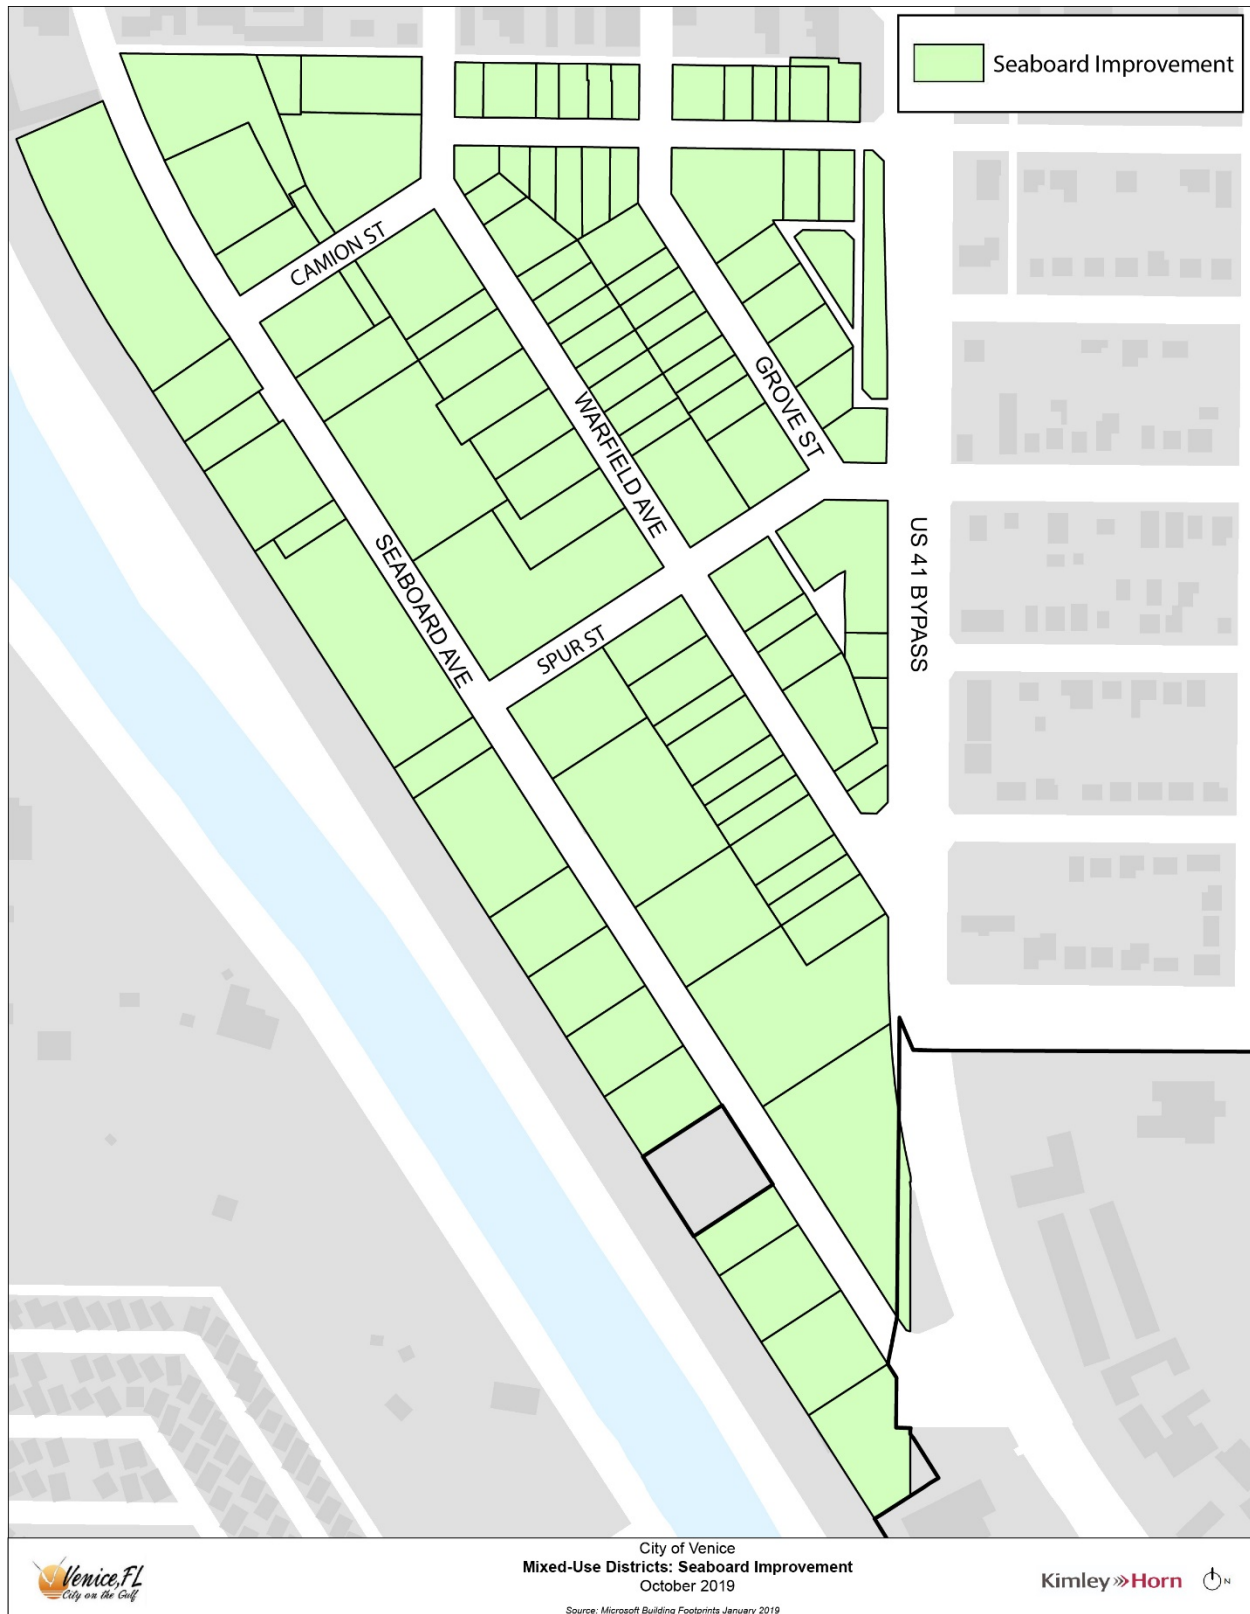 Seaboard Improvement
CAMION ST
GROVE ST
WARFIELD AVE
US 41 BYPASS
SEABOARD AVE
SPUR ST
Venice, FL
City on the Gulf
City of Venice
Mixed-Use Districts: Seaboard Improvement
October 2019
Source: Microsoft Building Footprints January 2019
Kimley»Horn
N